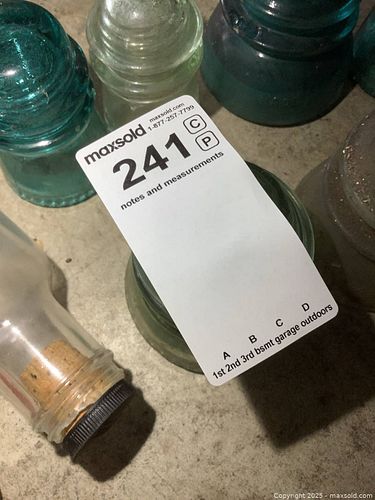 maxsold
maxsold.com
1-877-257-7799
241
C
P
notes and measurements
A B C D
1st 2nd 3rd bsmt garage outdoors
Copyright 2025 - maxsold.com